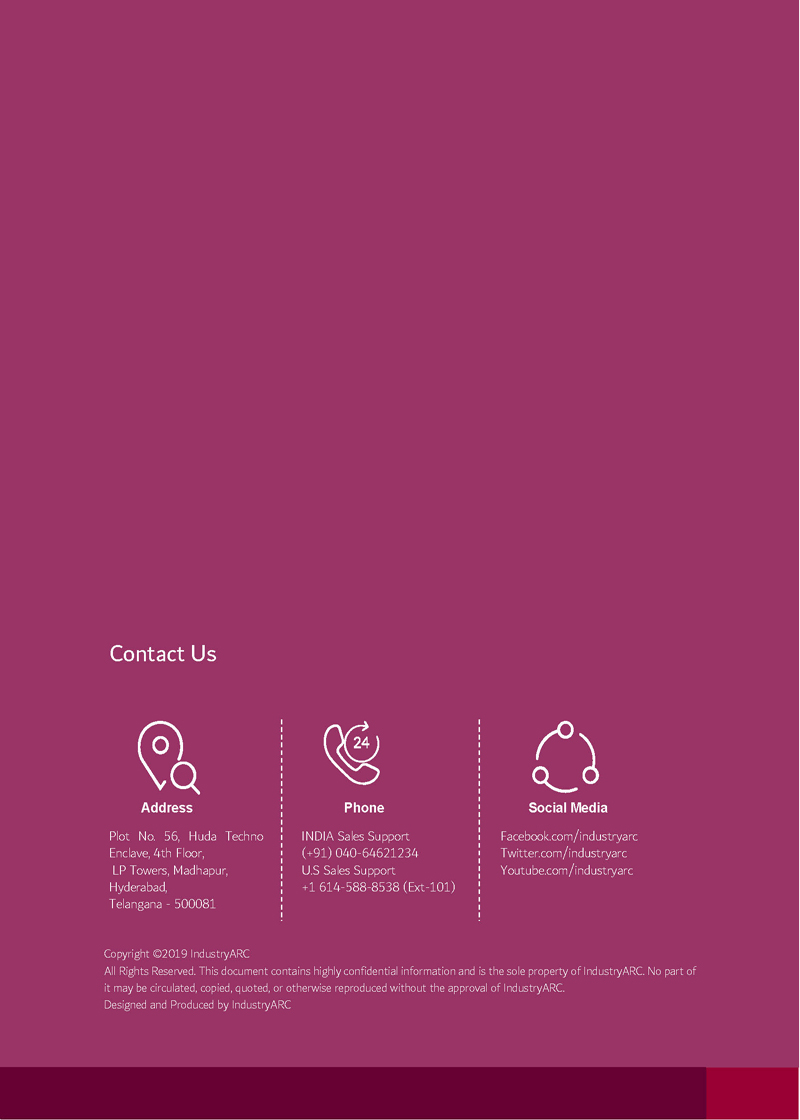 Contact Us
24
Address
Plot No. 56, Huda Techno
Enclave, 4th Floor,
LP Towers, Madhapur,
Hyderabad,
Telangana - 500081
Phone
INDIA Sales Support
(+91) 040-64621234
U.S Sales Support
+1 614-588-8538 (Ext-101)
Social Media
Facebook.com/industryarc
Twitter.com/industryarc
Youtube.com/industryarc
Copyright ©2019 IndustryARC
All Rights Reserved. This document contains highly confidential information and is the sole property of IndustryARC. No part of
it may be circulated, copied, quoted, or otherwise reproduced without the approval of IndustryARC.
Designed and Produced by IndustryARC